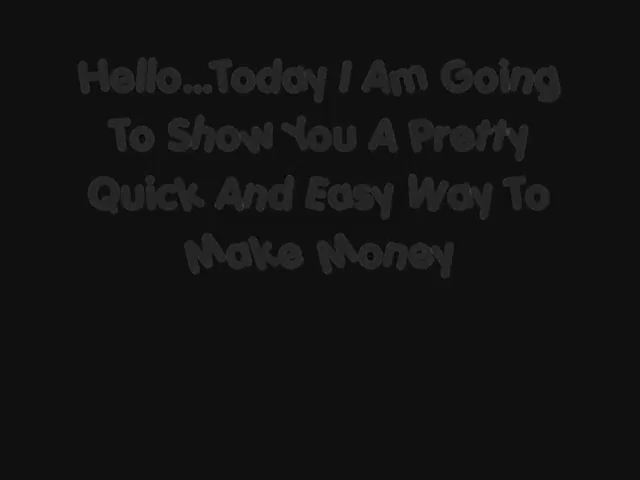 Hello...Today I Am Going
To Show You A Pretty
Quick And Easy Way To
Make Money